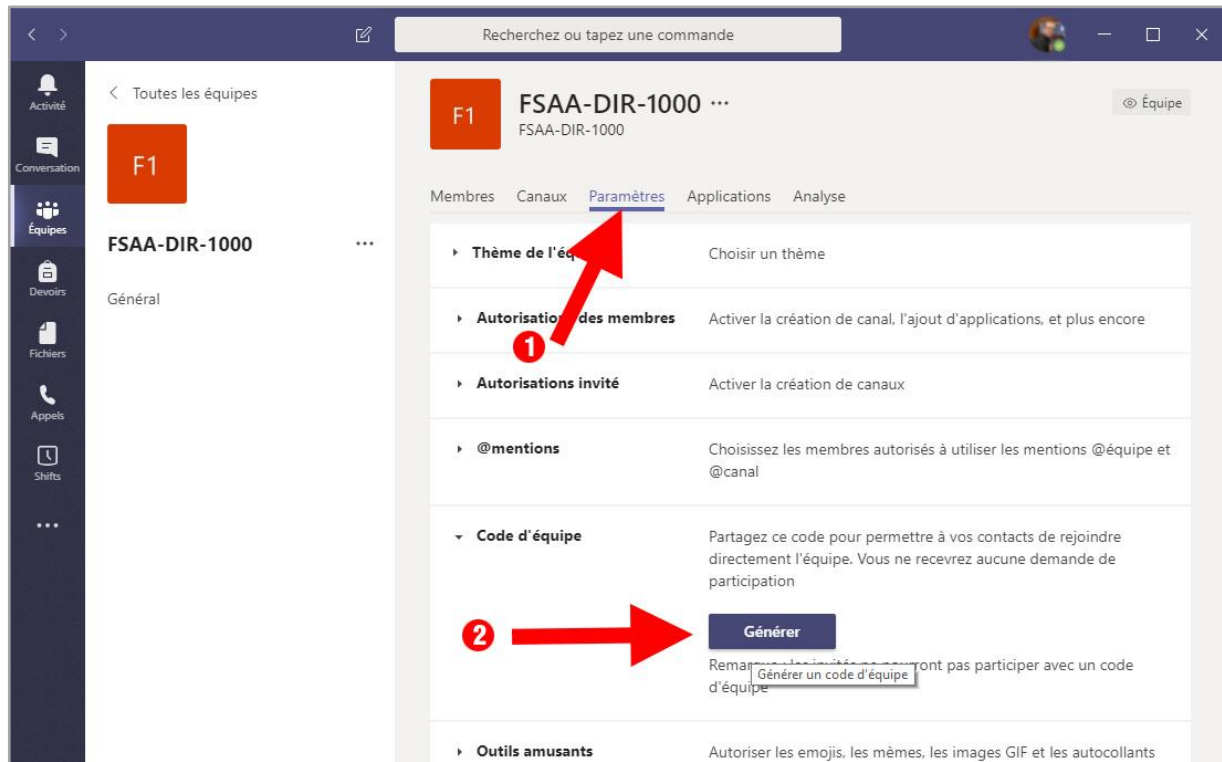 Recherchez ou tapez une commande
Activité
Conversation
Équipes
Devoirs
Fichiers
Appels
Shifts
Toutes les équipes
F1
FSAA-DIR-1000
Général
F1
FSAA-DIR-1000
FSAA-DIR-1000
Équipe
Membres Canaux Paramètres Applications Analyse
Thème de
Choisir un thème
Autorisations des membres
Activer la création de canal, l'ajout d'applications, et plus encore
1
Autorisations invité
Activer la création de canaux
@mentions
Choisissez les membres autorisés à utiliser les mentions @équipe et
@canal
Code d'équipe
Partagez ce code pour permettre à vos contacts de rejoindre
directement l'équipe. Vous ne recevrez aucune demande de
participation
2
Générer
pas participer avec un code
Générer un code d'équipe
d'équipe
Outils amusants
Autoriser les emojis, les mèmes, les images GIF et les autocollants